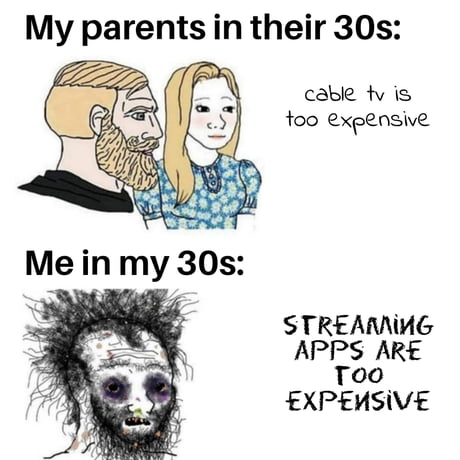 My parents in their 30s:
cable tv is
too expensive
Me in my 30s:
STREAMING
APPS ARE
TOO
EXPENSIVE